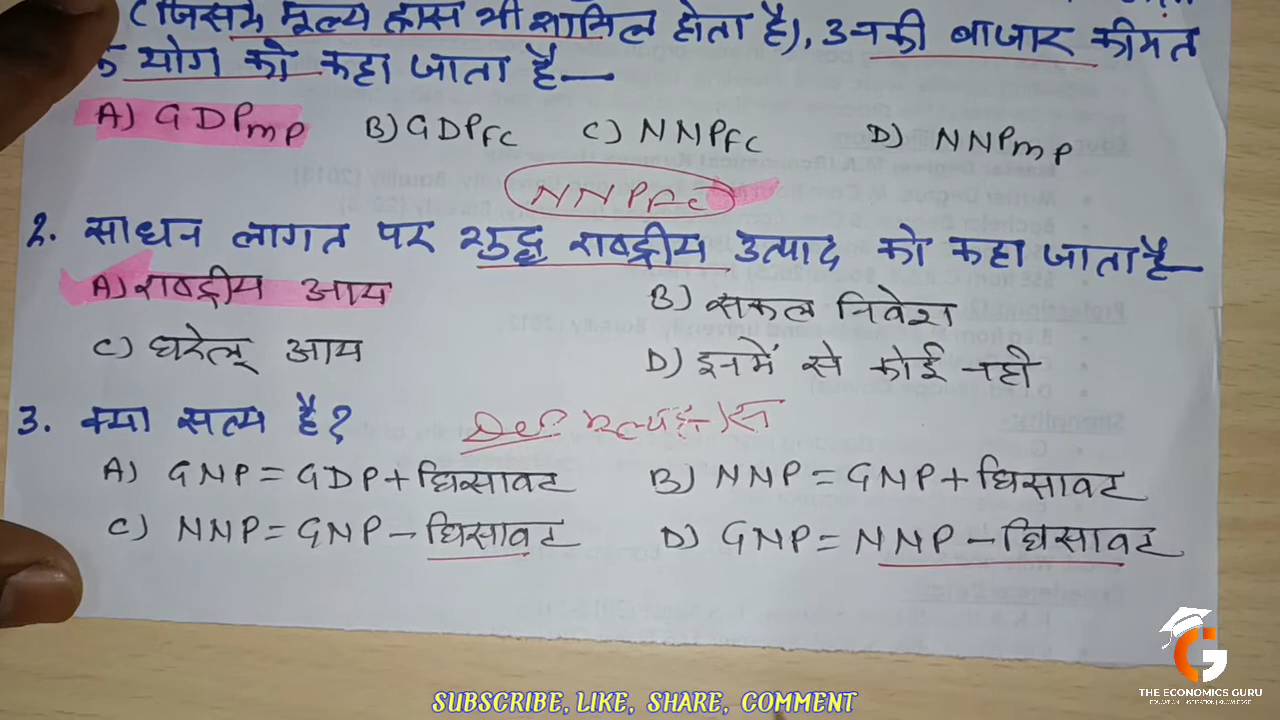 (जिसमें मूल्य ह्रास भी शामिल होता है), उनकी बाजार कीमत
के योग को कहा जाता है—
A) GDPmp B) GDPFC C) NNPFC D) NNPmp
NNPFC
2. साधन लागत पर शुद्ध राष्ट्रीय उत्पाद को कहा जाता है—
A) राष्ट्रीय आय B) सकल निवेश
C) घरेलू आय D) इनमें से कोई नही
3. क्या सत्य है?
A) GNP = GDP + घिसावट B) NNP = GNP + घिसावट
C) NNP = GNP - घिसावट D) GNP = NNP - घिसावट
THE ECONOMICS GURU
SUBSCRIBE, LIKE, SHARE, COMMENT